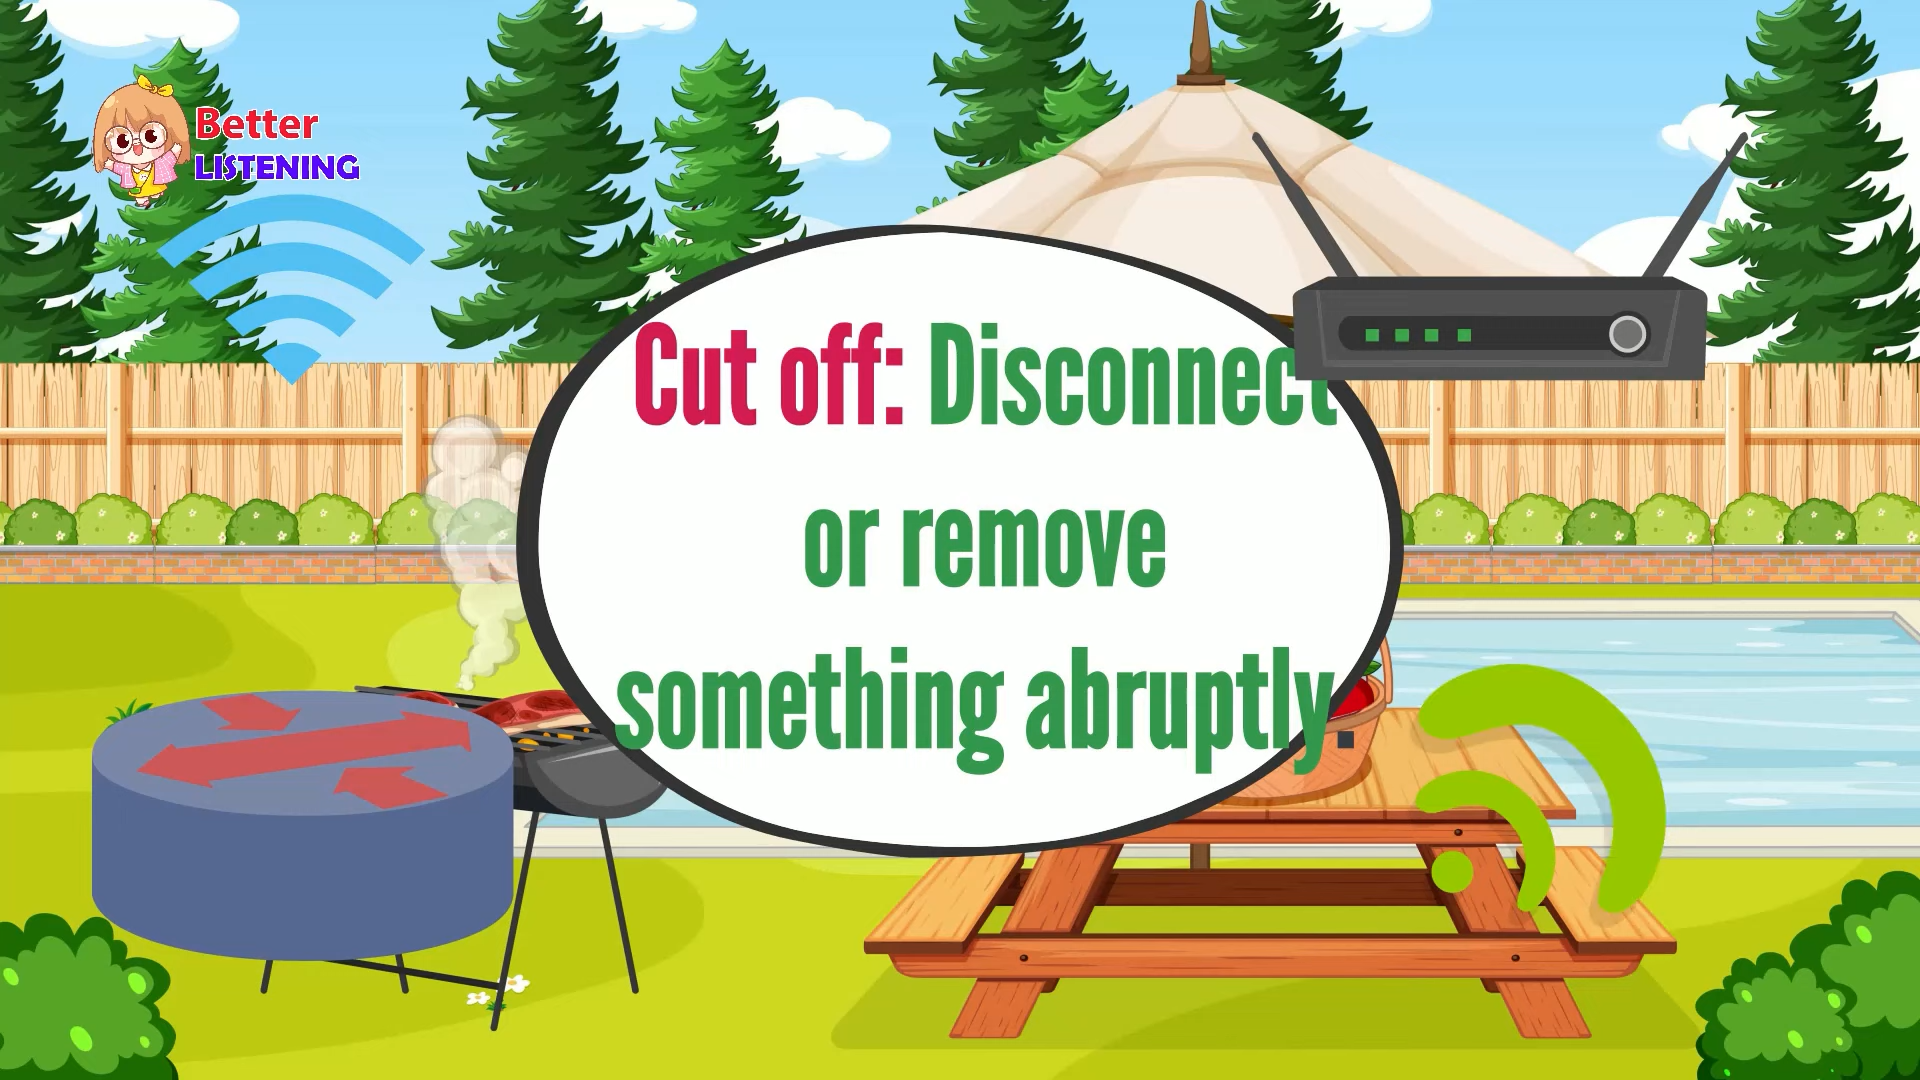 Better
LISTENING
Cut off: Disconnect
or remove
something abruptly.